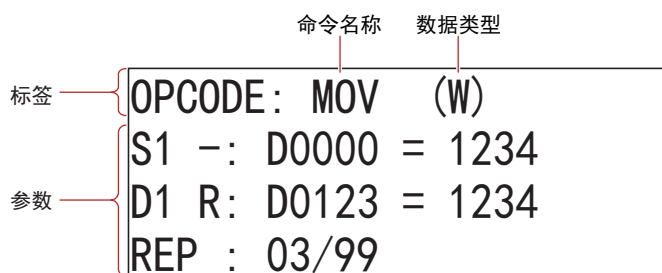 命令名称 数据类型
标签
OPCODE: MOV (W)
S1 -: D0000 = 1234
参数
D1 R: D0123 = 1234
REP : 03/99